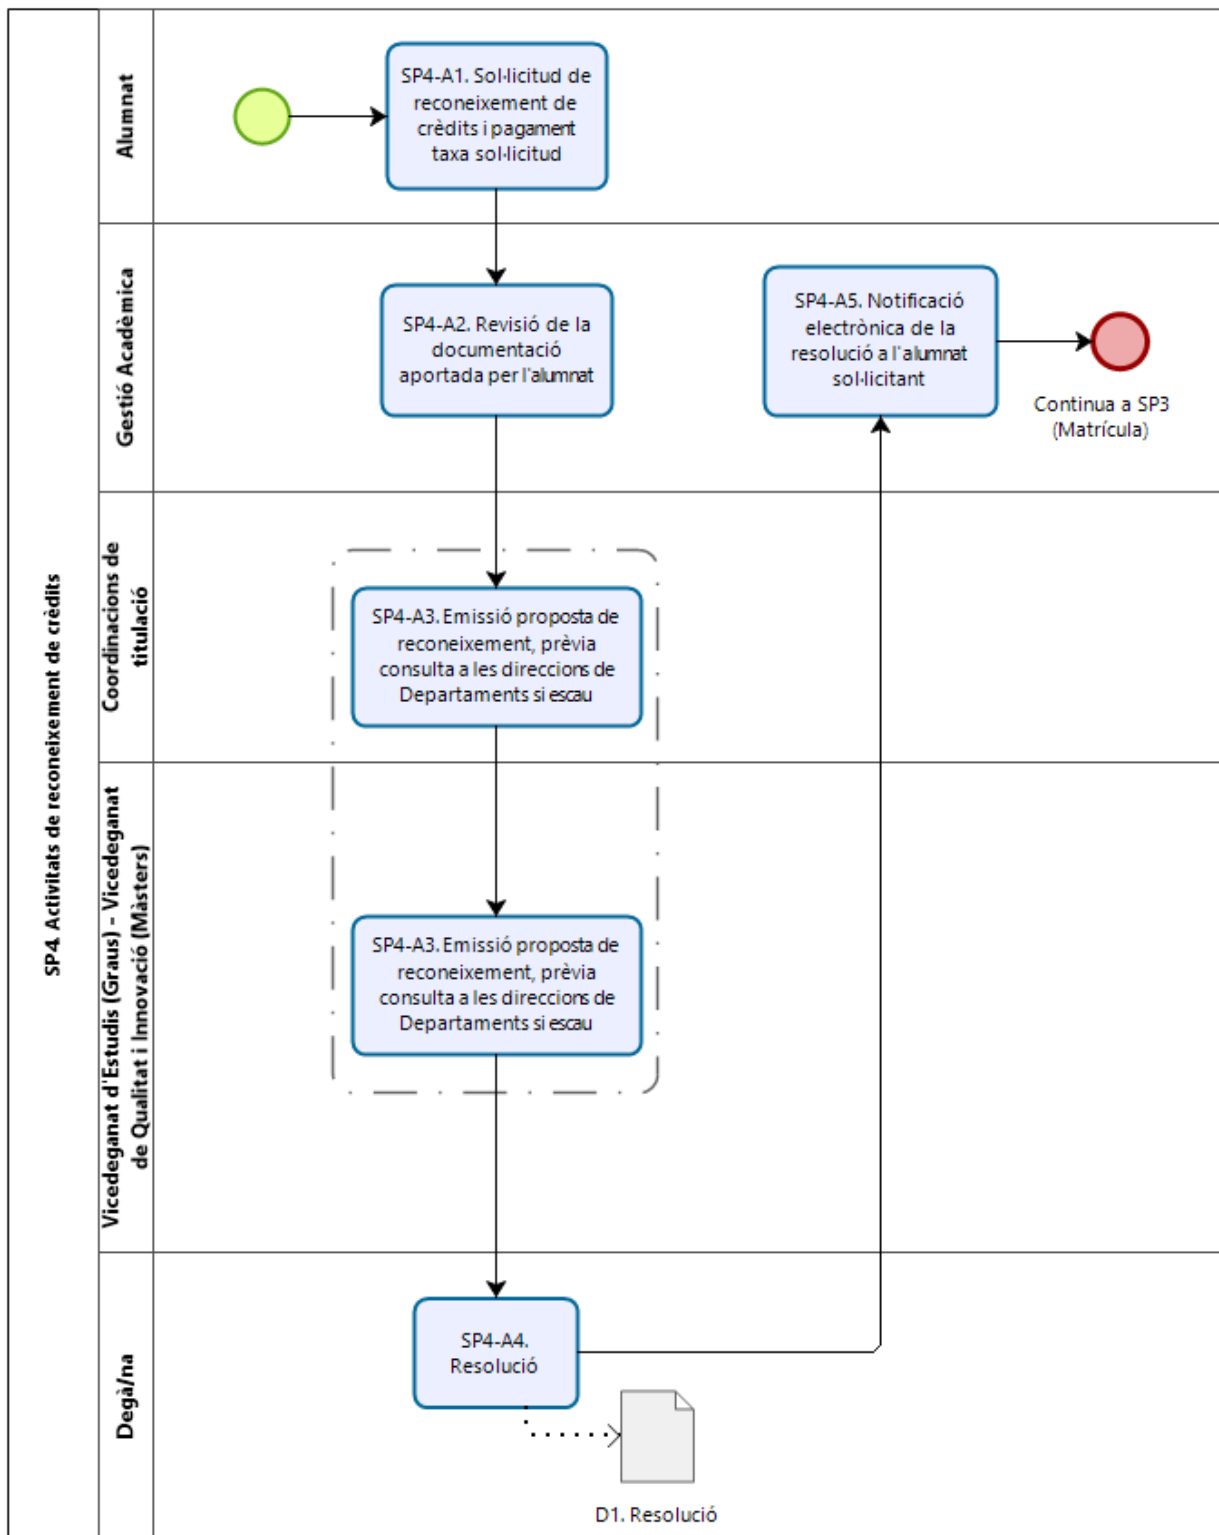 SP4. Activitats de reconeixement de crèdits
Alumnat
SP4-A1. Sol·licitud de
reconeixement de
crèdits i pagament
taxa sol·licitud
Gestió Acadèmica
SP4-A2. Revisió de la
documentació
aportada per l'alumnat
SP4-A5. Notificació
electrònica de la
resolució a l'alumnat
sol·licitant
Continua a SP3
(Matrícula)
Coordinacions de
titulació
SP4-A3. Emissió proposta de
reconeixement, prèvia
consulta a les direccions de
Departaments si escau
Vicedeganat d'Estudis (Graus) - Vicedeganat
de Qualitat i Innovació (Màsters)
SP4-A3. Emissió proposta de
reconeixement, prèvia
consulta a les direccions de
Departaments si escau
Degà/na
SP4-A4.
Resolució
D1. Resolució